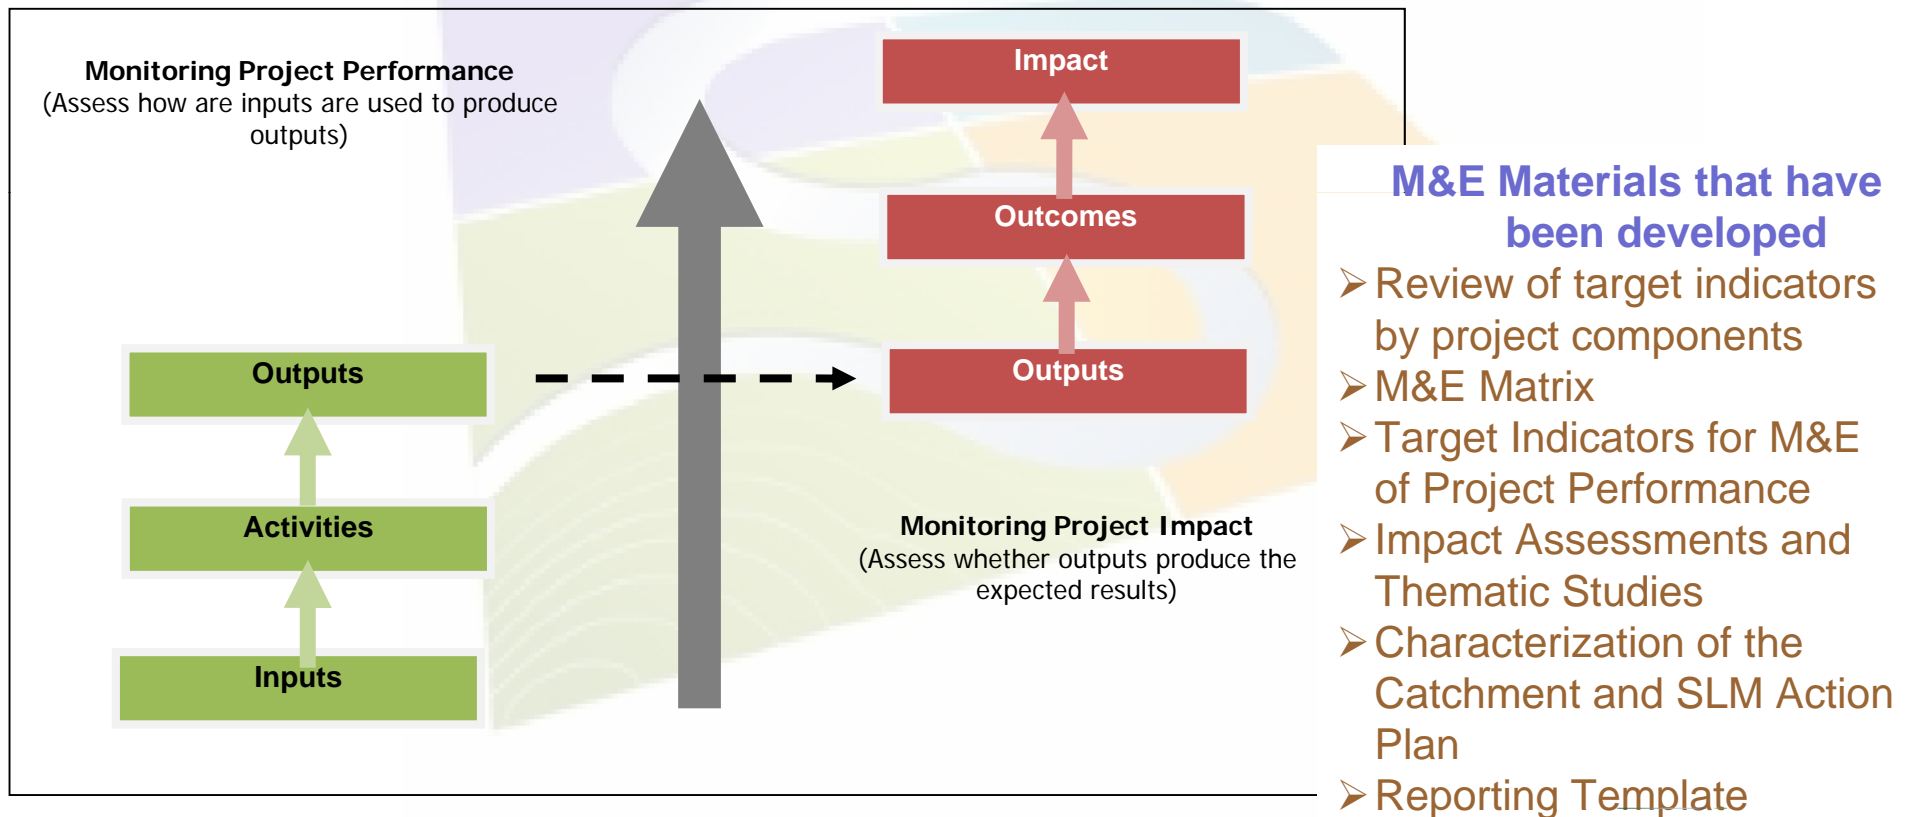 Monitoring Project Performance
(Assess how are inputs are used to produce
outputs)
Outputs
Activities
Inputs
Impact
Outcomes
Outputs
Monitoring Project Impact
(Assess whether outputs produce the
expected results)
M&E Materials that have
been developed
➢Review of target indicators
by project components
➢M&E Matrix
➢Target Indicators for M&E
of Project Performance
➢Impact Assessments and
Thematic Studies
➢Characterization of the
Catchment and SLM Action
Plan
➢Reporting Template